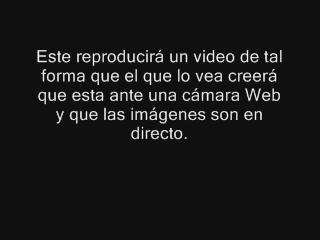 Este reproducirá un video de tal
forma que el que lo vea creerá
que esta ante una cámara Web
y que las imágenes son en
directo.